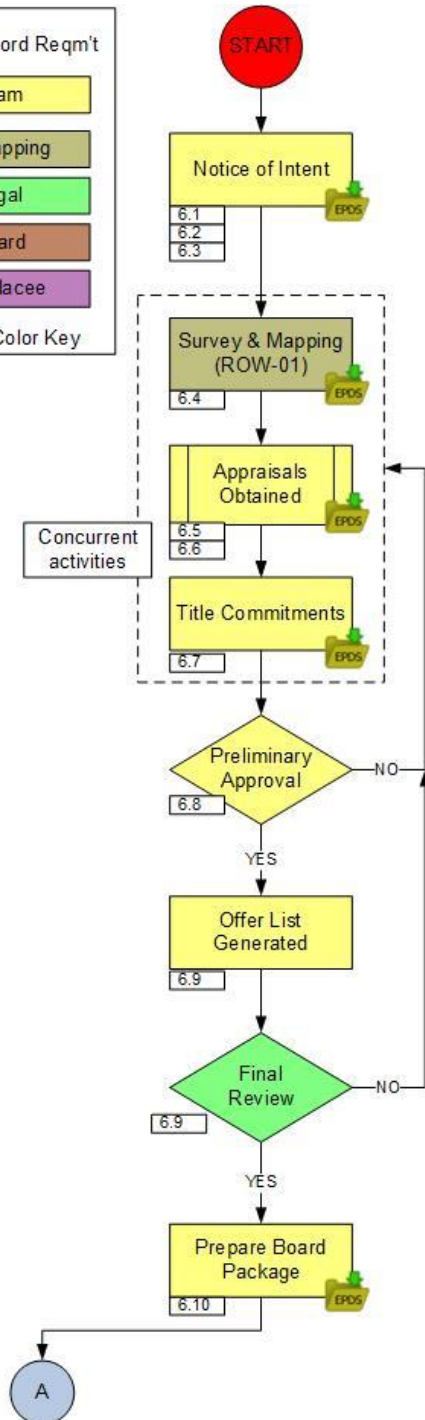 ord Reqm't
am
pping
gal
ard
lacee
Color Key
START
Notice of Intent
EPDS
6.1
6.2
6.3
Survey & Mapping
(ROW-01)
EPDS
6.4
Appraisals
Obtained
EPDS
6.5
6.6
Concurrent
activities
Title Commitments
EPDS
6.7
Preliminary
Approval
NO
6.8
YES
Offer List
Generated
6.9
Final
Review
NO
6.9
YES
Prepare Board
Package
EPDS
6.10
A